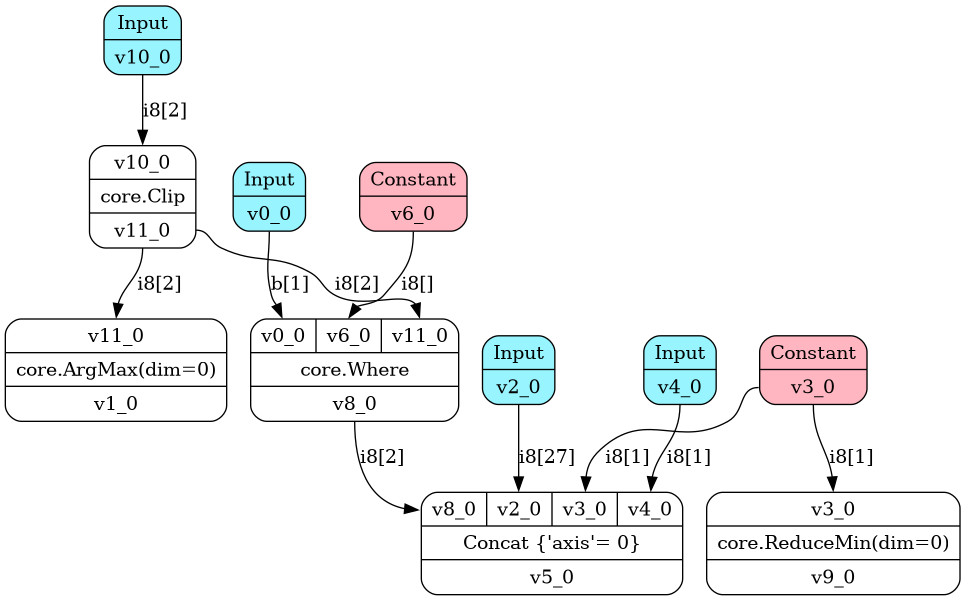 Input
v10_0
i8[2]
v10_0
core.Clip
v11_0
Input
v0_0
Constant
v6_0
i8[2]
b[1]
i8[2]
i8[]
v11_0
core.ArgMax(dim=0)
v1_0
v0_0 v6_0 v11_0
core.Where
v8_0
Input
v2_0
Input
v4_0
Constant
v3_0
i8[2]
i8[27]
i8[1]
i8[1]
i8[1]
v8_0 v2_0 v3_0 v4_0
Concat {'axis'= 0}
v5_0
v3_0
core.ReduceMin(dim=0)
v9_0